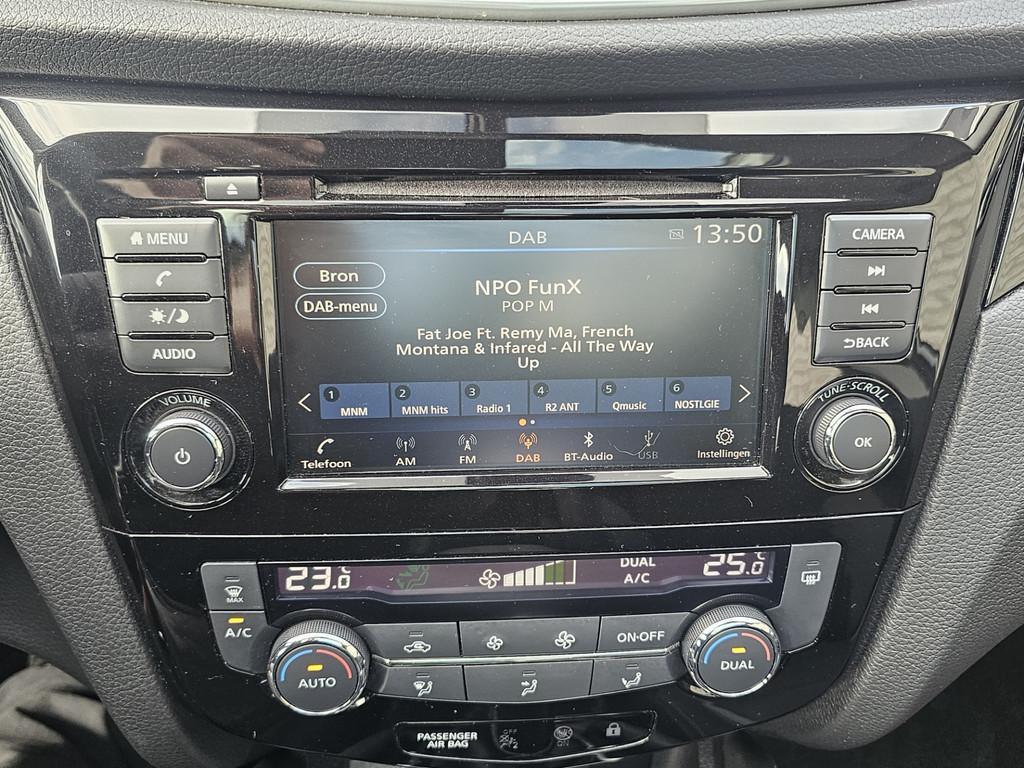 MENU
AUDIO
VOLUME
DAB
13:50
Bron
DAB-menu
NPO FunX
POP M
Fat Joe Ft. Remy Ma, French
Montana & Infared - All The Way
Up
1 MNM
2 MNM hits
3 Radio 1
4 R2 ANT
5 Qmusic
6 NOSTLGIE
Telefoon
AM
FM
DAB
BT-Audio
USB
Instellingen
CAMERA
BACK
TUNE·SCROLL
OK
23.0°C
DUAL
A/C
25.0°C
MAX
A/C
AUTO
ON·OFF
DUAL
PASSENGER
AIR BAG
OFF
ON